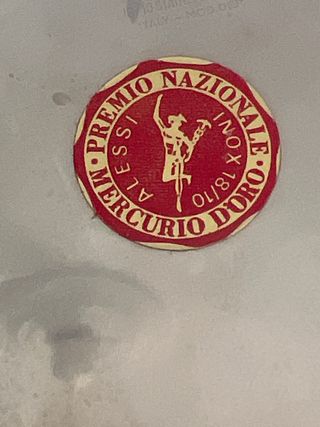 PREMIO NAZIONALE
MERCURIO D'ORO
ALESSI
INOX 18/10